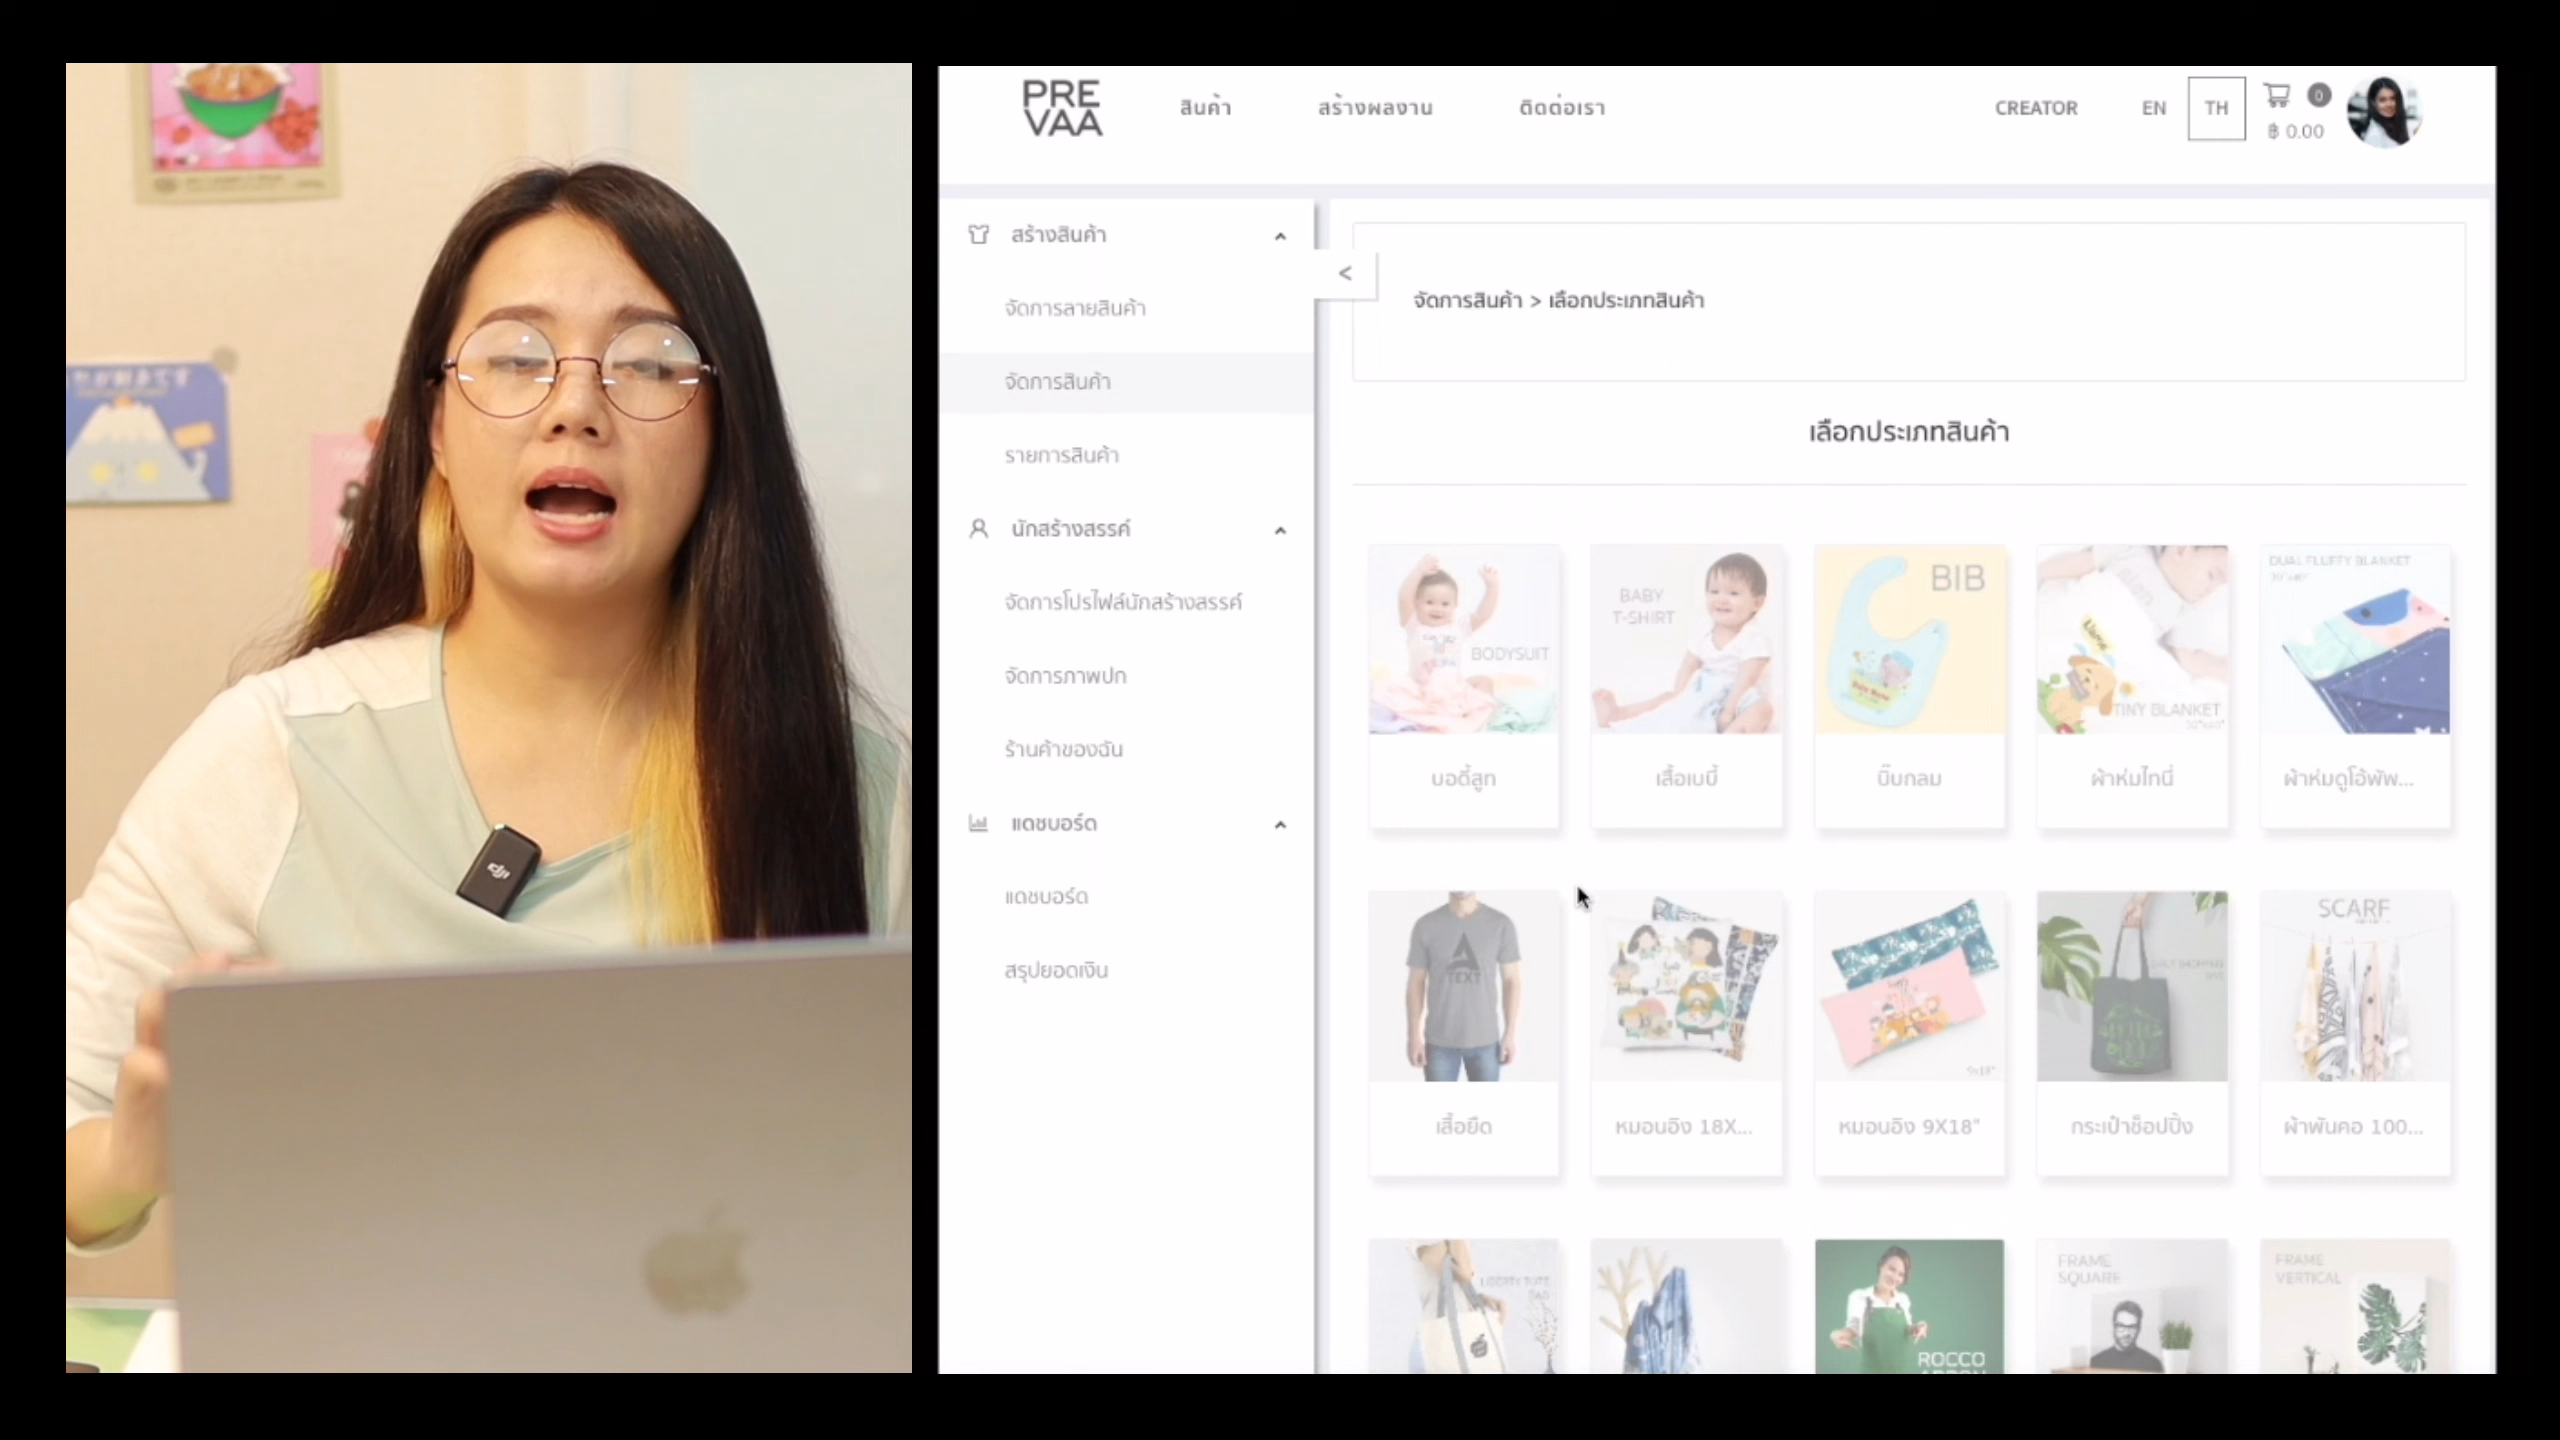 PRE
VAA
สินค้า
สร้างผลงาน
ติดต่อเรา
CREATOR
EN
TH
0
฿ 0.00
สร้างสินค้า
จัดการลายสินค้า
จัดการสินค้า
รายการสินค้า
นักสร้างสรรค์
จัดการโปรไฟล์นักสร้างสรรค์
จัดการภาพปก
ร้านค้าของฉัน
แดชบอร์ด
แดชบอร์ด
สรุปยอดเงิน
<
จัดการสินค้า > เลือกประเภทสินค้า
เลือกประเภทสินค้า
BODYSUIT
BABY
T-SHIRT
BIB
TINY BLANKET
DUAL FLUFFY BLANKET
บอดี้สูท
เสื้อเบบี้
บิ๊บกลม
ผ้าห่มไทนี่
ผ้าห่มดูโอ้พัพ...
TEXT
9x18"
SCARF
เสื้อยืด
หมอนอิง 18X...
หมอนอิง 9X18"
กระเป๋าช็อปปิ้ง
ผ้าพันคอ 100...
ROCCO
FRAME
SQUARE
FRAME
VERTICAL
dji